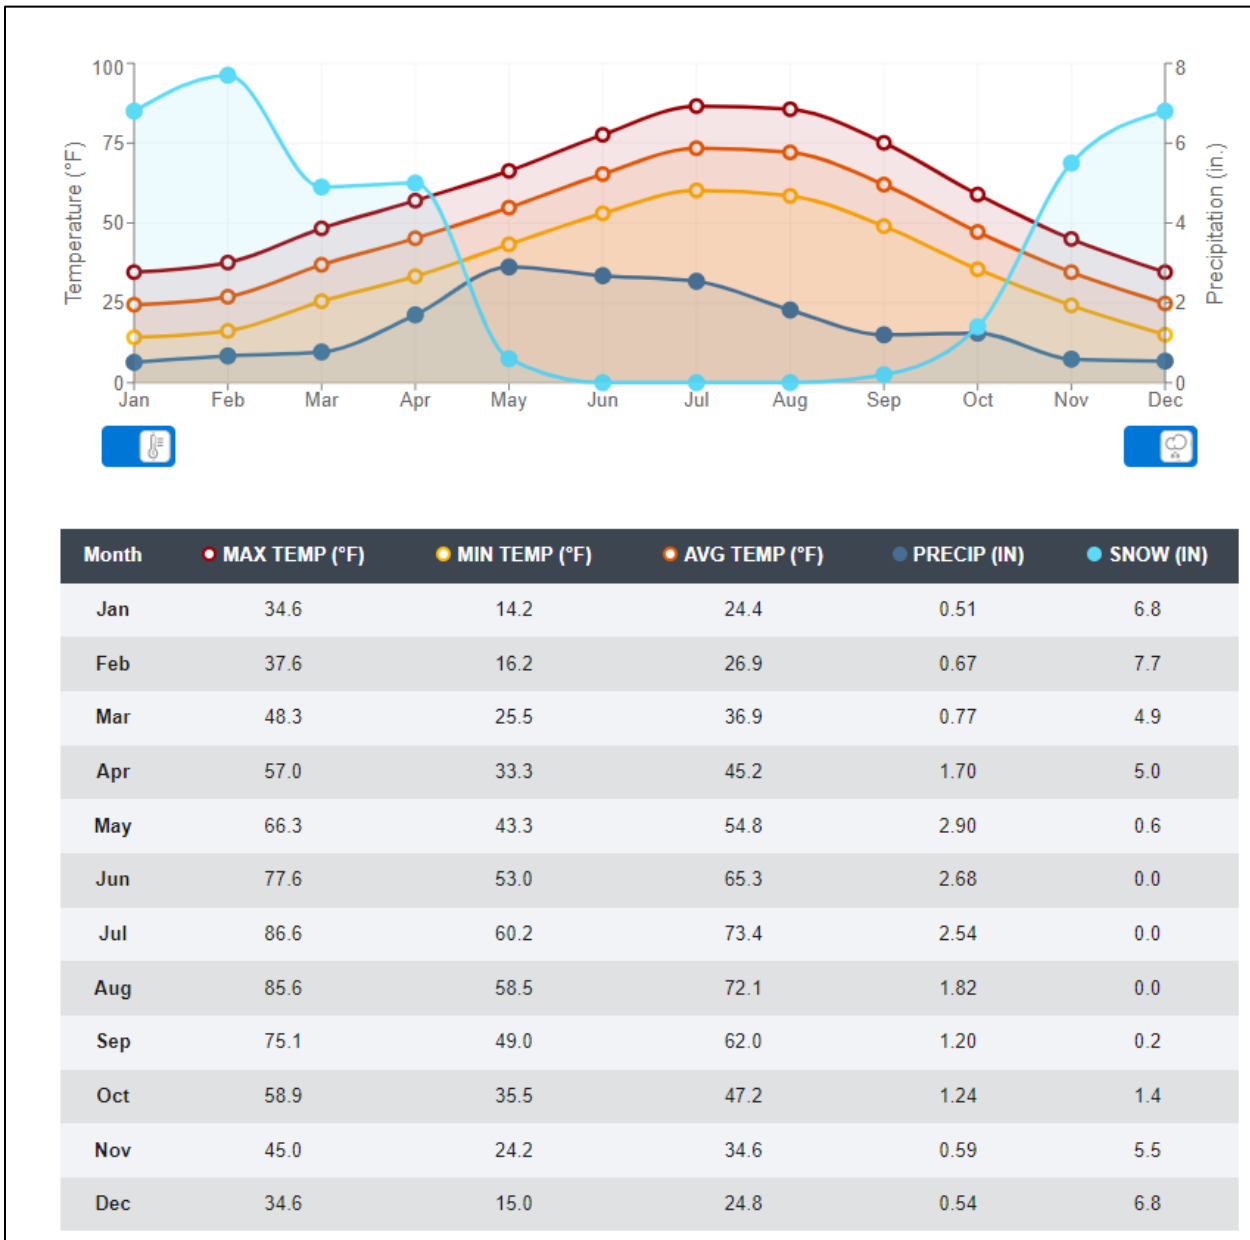 100
75
50
25
0
Temperature (°F)
8
6
4
2
0
Precipitation (in.)
Jan Feb Mar Apr May Jun Jul Aug Sep Oct Nov Dec
Month MAX TEMP (°F) MIN TEMP (°F) AVG TEMP (°F) PRECIP (IN) SNOW (IN)
Jan 34.6 14.2 24.4 0.51 6.8
Feb 37.6 16.2 26.9 0.67 7.7
Mar 48.3 25.5 36.9 0.77 4.9
Apr 57.0 33.3 45.2 1.70 5.0
May 66.3 43.3 54.8 2.90 0.6
Jun 77.6 53.0 65.3 2.68 0.0
Jul 86.6 60.2 73.4 2.54 0.0
Aug 85.6 58.5 72.1 1.82 0.0
Sep 75.1 49.0 62.0 1.20 0.2
Oct 58.9 35.5 47.2 1.24 1.4
Nov 45.0 24.2 34.6 0.59 5.5
Dec 34.6 15.0 24.8 0.54 6.8